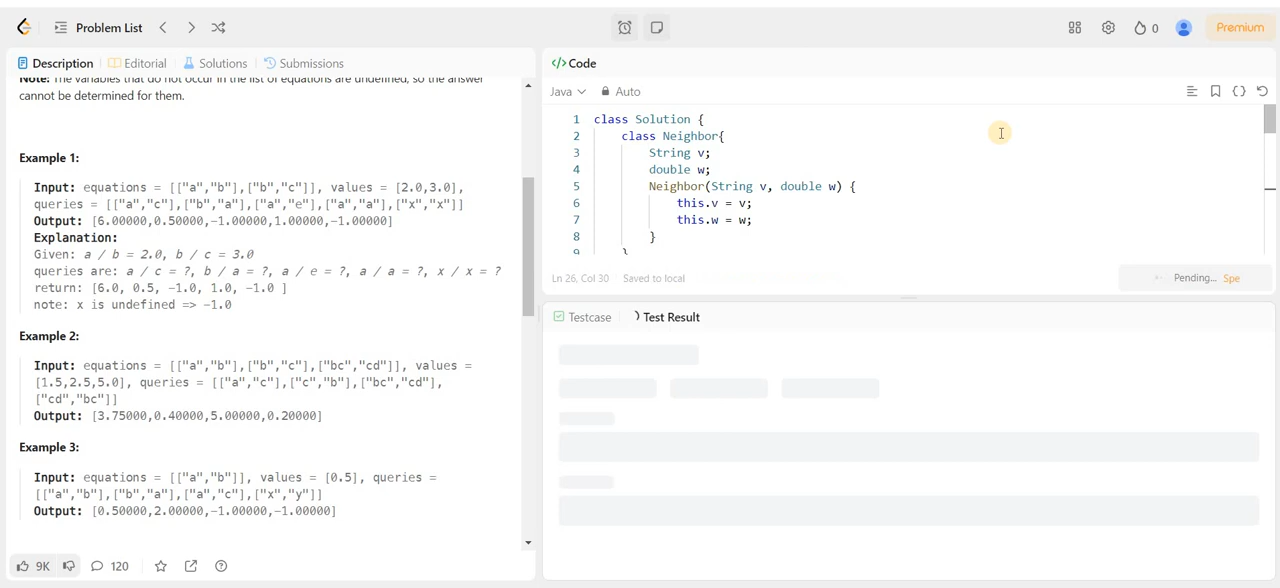 Problem List
0
Premium
Description
Editorial
Solutions
Submissions
Note: The variables that do not occur in the list of equations are undefined, so the answer
cannot be determined for them.
Example 1:
Input: equations = [["a","b"],["b","c"]], values = [2.0,3.0],
queries = [["a","c"],["b","a"],["a","e"],["a","a"],["x","x"]]
Output: [6.00000,0.50000,-1.00000,1.00000,-1.00000]
Explanation:
Given: a / b = 2.0, b / c = 3.0
queries are: a / c = ?, b / a = ?, a / e = ?, a / a = ?, x / x = ?
return: [6.0, 0.5, -1.0, 1.0, -1.0 ]
note: x is undefined => -1.0
Example 2:
Input: equations = [["a","b"],["b","c"],["bc","cd"]], values =
[1.5,2.5,5.0], queries = [["a","c"],["c","b"],["bc","cd"],
["cd","bc"]]
Output: [3.75000,0.40000,5.00000,0.20000]
Example 3:
Input: equations = [["a","b"]], values = [0.5], queries =
[["a","b"],["b","a"],["a","c"],["x","y"]]
Output: [0.50000,2.00000,-1.00000,-1.00000]
9K
120
</> Code
Java
Auto
1 class Solution {
2 class Neighbor{
3 String v;
4 double w;
5 Neighbor(String v, double w) {
6 this.v = v;
7 this.w = w;
8 }
9 }
Ln 26, Col 30 Saved to local
Pending... Spe
Testcase
Test Result